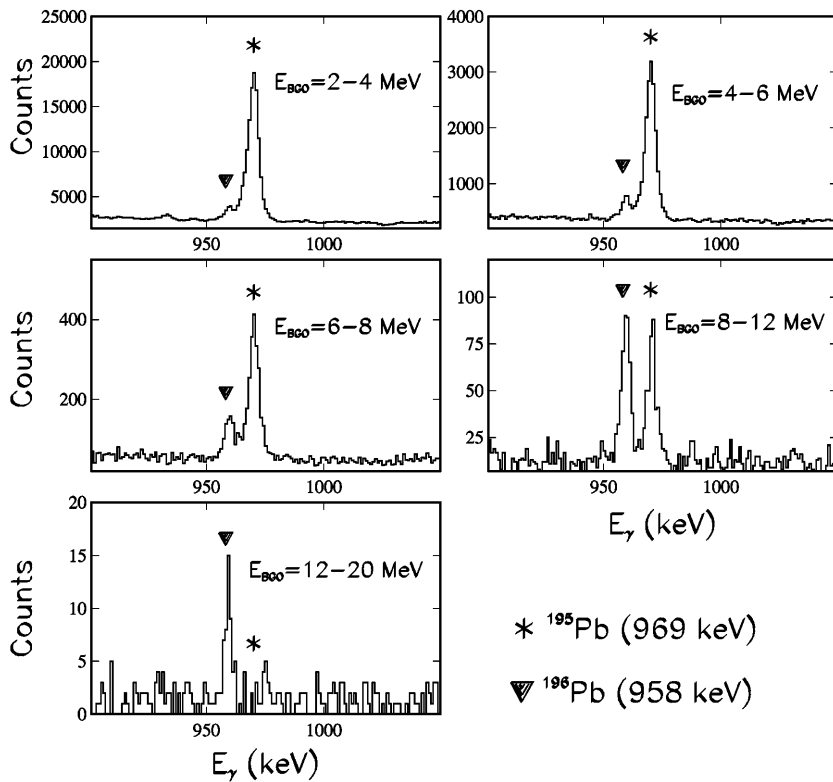 25000
20000
15000
10000
5000
Counts
*
E_BGO=2−4 MeV
950
1000
4000
3000
2000
1000
*
E_BGO=4−6 MeV
950
1000
400
200
Counts
*
E_BGO=6−8 MeV
950
1000
100
75
50
25
*
E_BGO=8−12 MeV
950
1000
E_γ (keV)
20
15
10
5
0
Counts
E_BGO=12−20 MeV
*
950
1000
E_γ (keV)
* ¹⁹⁵Pb (969 keV)
▼ ¹⁹⁶Pb (958 keV)